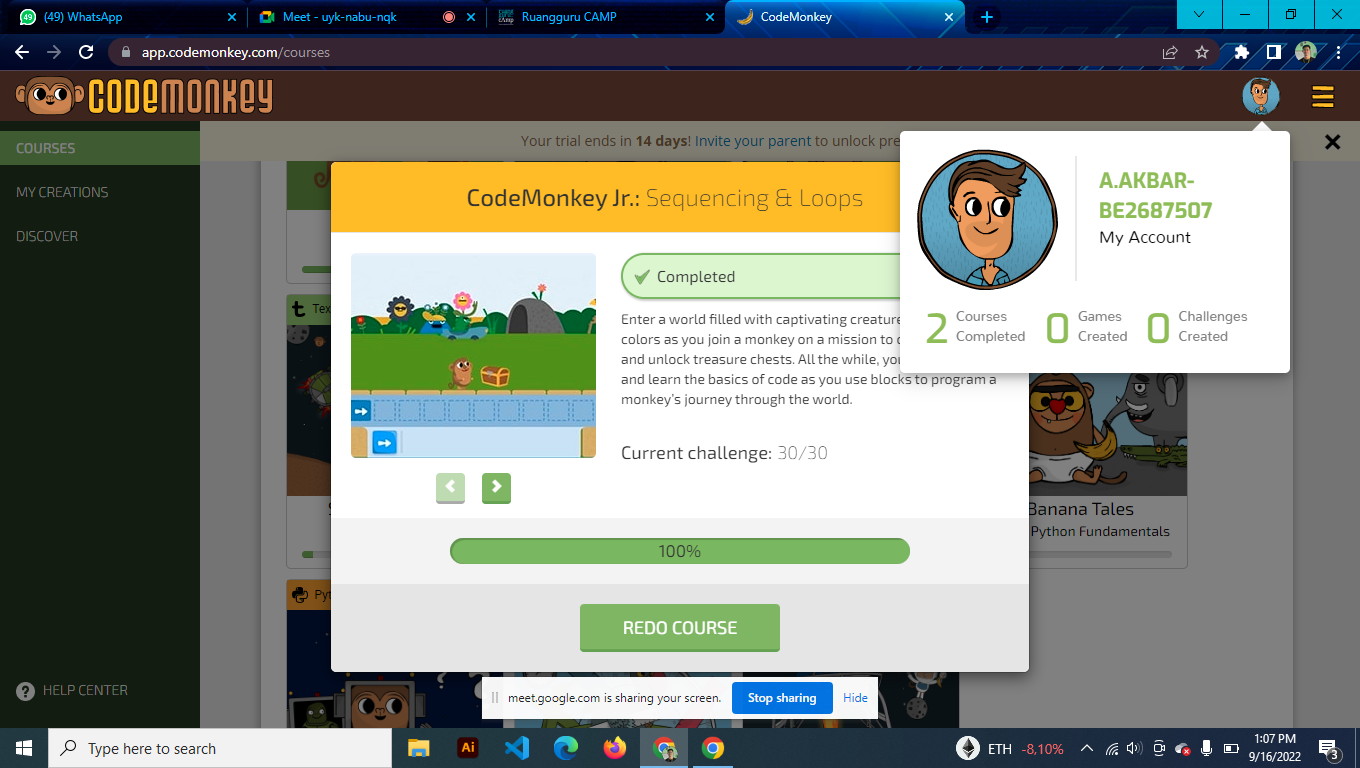 (49) WhatsApp
Meet - uyk-nabu-nqk
Ruangguru CAMP
CodeMonkey
app.codemonkey.com/courses
CODEMONKEY
COURSES
MY CREATIONS
DISCOVER
HELP CENTER
Your trial ends in 14 days! Invite your parent to unlock
CodeMonkey Jr.: Sequencing & Loops
Completed
Enter a world filled with captivating
colors as you join a monkey on a mission to
and unlock treasure chests. All the while,
and learn the basics of code as you use blocks to program a
monkey's journey through the world.
Current challenge: 30/30
100%
REDO COURSE
A.AKBAR-
BE2687507
My Account
2 Courses Completed
0 Games Created
0 Challenges Created
Banana Tales
Python Fundamentals
meet.google.com is sharing your screen.
Stop sharing
Hide
Type here to search
Ai
ETH -8,10%
1:07 PM
9/16/2022
3